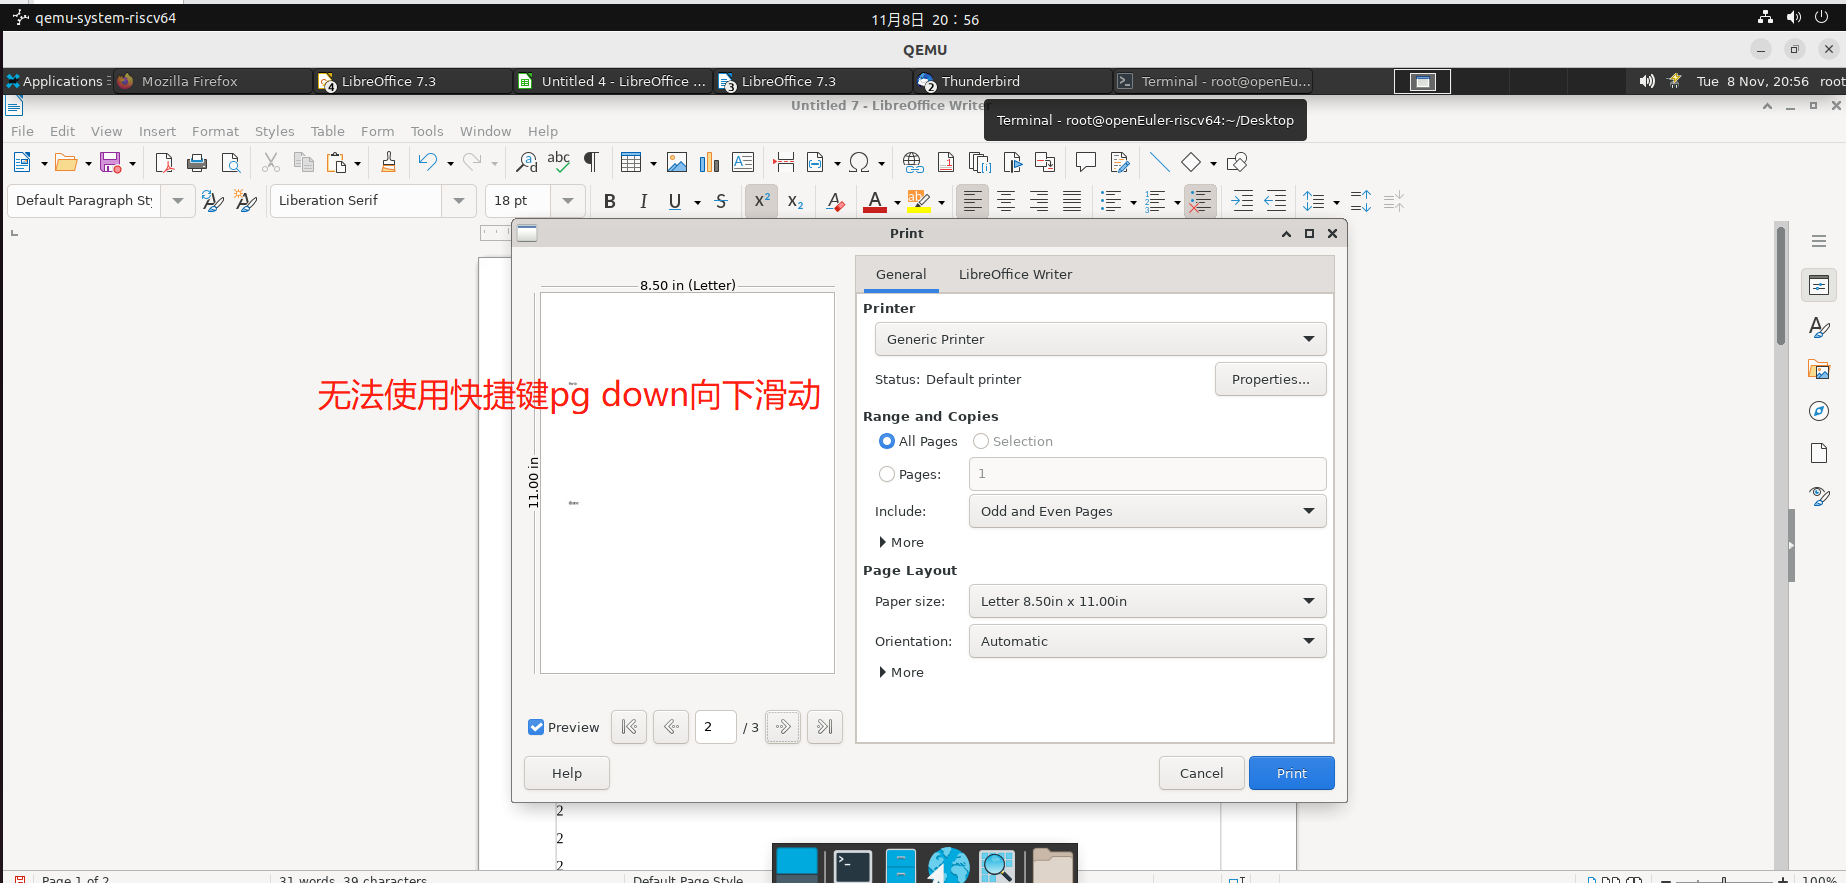 qemu-system-riscv64
11月8日 20：56
QEMU
Applications
Mozilla Firefox
4 LibreOffice 7.3
Untitled 4 - LibreOffice ...
3 LibreOffice 7.3
2 Thunderbird
Terminal - root@openEu...
Tue 8 Nov, 20:56 root
Untitled 7 - LibreOffice Writer
Terminal - root@openEuler-riscv64:~/Desktop
File Edit View Insert Format Styles Table Form Tools Window Help
Default Paragraph Sty
Liberation Serif
18 pt
Print
8.50 in (Letter)
11.00 in
无法使用快捷键pg down向下滑动
Preview
2 / 3
General LibreOffice Writer
Printer
Generic Printer
Status: Default printer
Properties...
Range and Copies
All Pages Selection
Pages: 1
Include: Odd and Even Pages
More
Page Layout
Paper size: Letter 8.50in x 11.00in
Orientation: Automatic
More
Help
Cancel
Print
2
2
2
Page 1 of 2
31 words, 39 characters
Default Page Style
100%